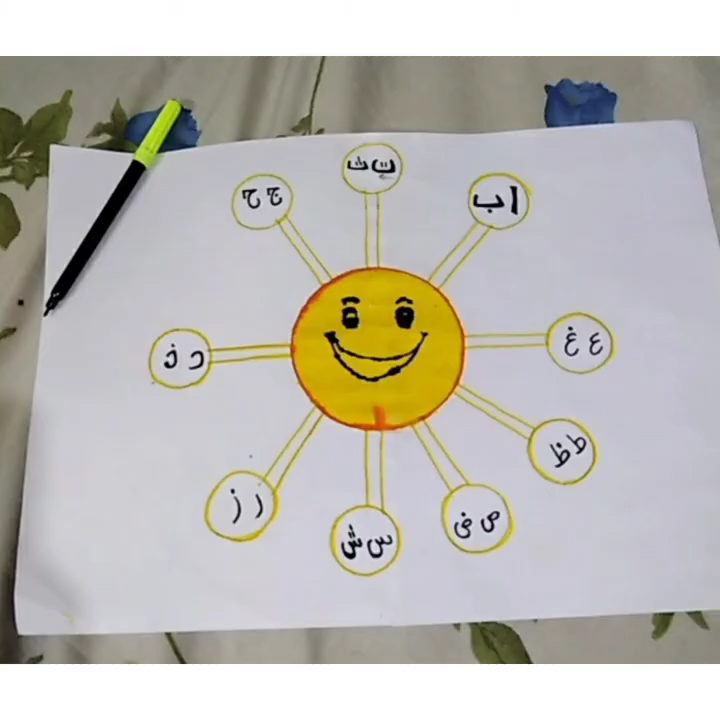 ا ب
ت ث
ج ح
د ذ
ر ز
س ش
ص ض
ط ظ
ع غ